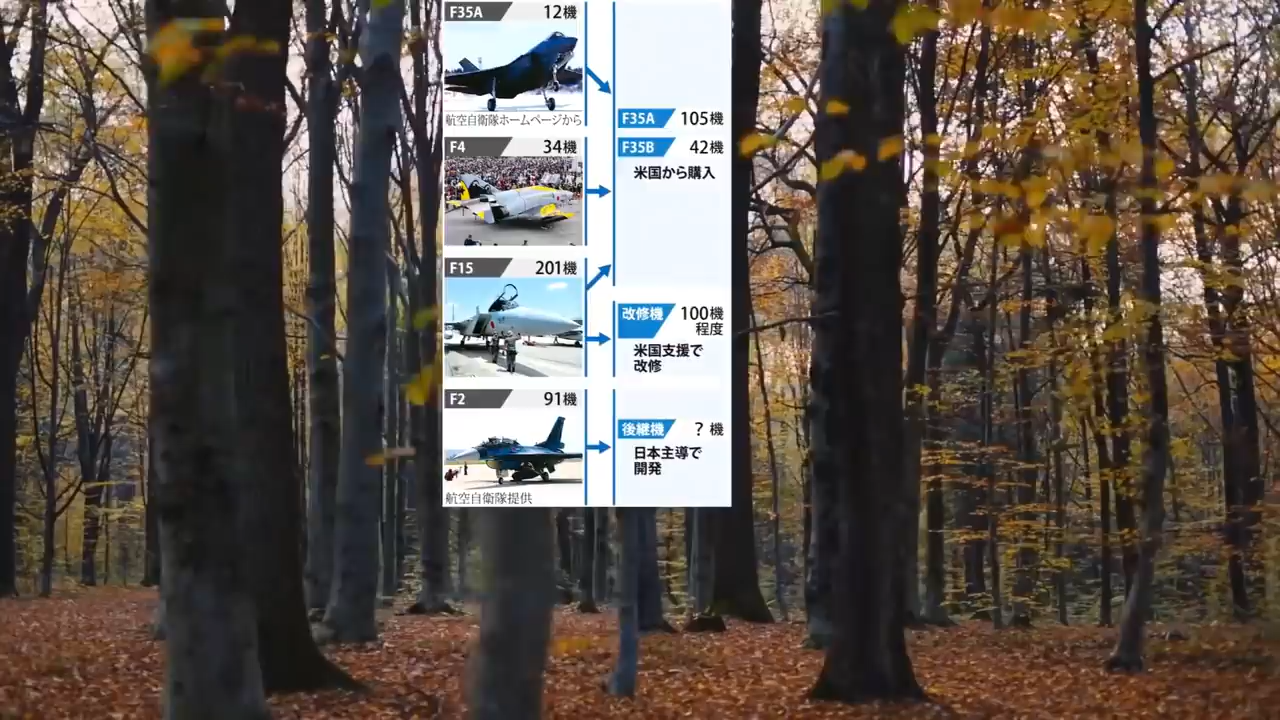 F35A 12機
航空自衛隊ホームページから
F4 34機
F15 201機
F2 91機
航空自衛隊提供
F35A 105機
F35B 42機
米国から購入
改修機 100機
程度
米国支援で
改修
後継機 ？機
日本主導で
開発